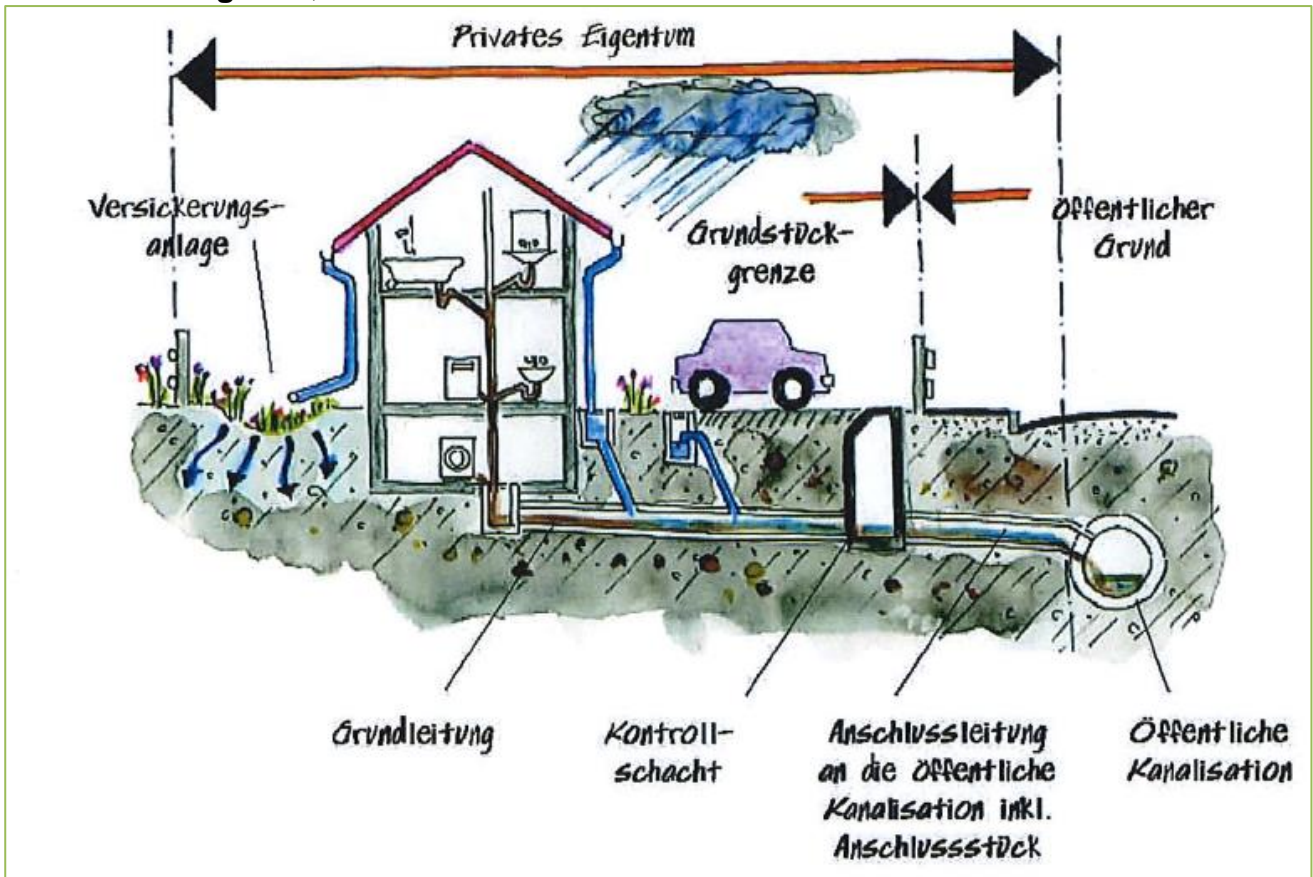 Privates Eigentum
Versickerungs-
anlage
Grundstück-
grenze
Öffentlicher
Grund
Grundleitung
Kontroll-
schacht
Anschlussleitung
an die öffentliche
Kanalisation inkl.
Anschlussstück
Öffentliche
Kanalisation